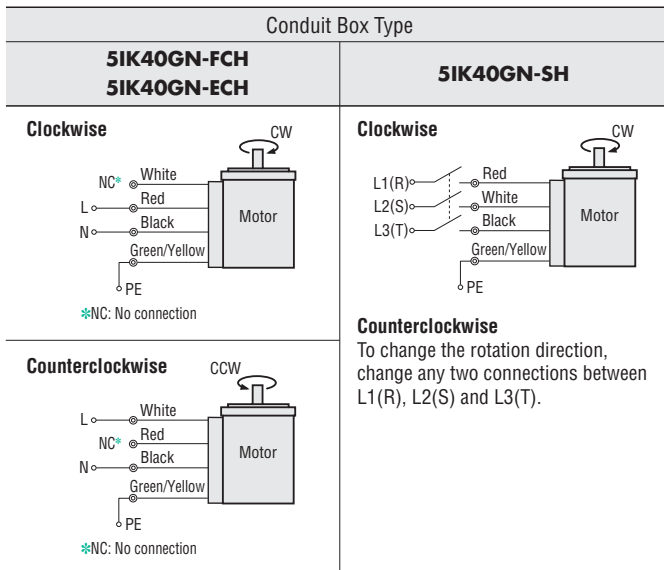 Conduit Box Type
5IK40GN-FCH
5IK40GN-ECH
5IK40GN-SH
Clockwise
CW
NC* White
L Red
N Black
Green/Yellow
Motor
PE
*NC: No connection
Counterclockwise
CCW
L White
NC* Red
N Black
Green/Yellow
Motor
PE
*NC: No connection
Clockwise
CW
L1(R) Red
L2(S) White
L3(T) Black
Green/Yellow
Motor
PE
Counterclockwise
To change the rotation direction,
change any two connections between
L1(R), L2(S) and L3(T).